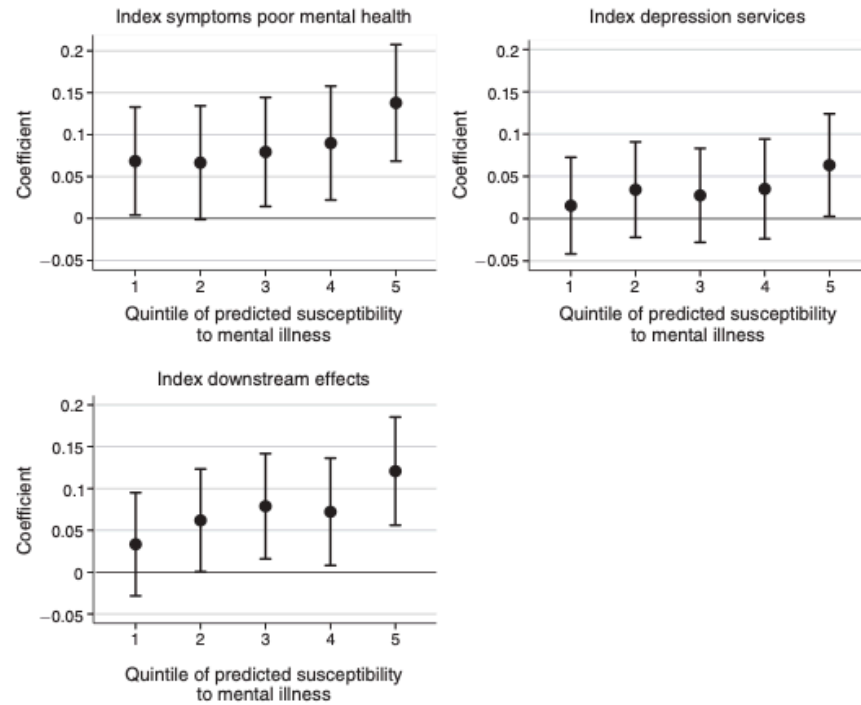 Index symptoms poor mental health
0.2
0.15
0.1
0.05
0
−0.05
Coefficient
1 2 3 4 5
Quintile of predicted susceptibility
to mental illness
Index depression services
0.2
0.15
0.1
0.05
0
−0.05
Coefficient
1 2 3 4 5
Quintile of predicted susceptibility
to mental illness
Index downstream effects
0.2
0.15
0.1
0.05
0
−0.05
Coefficient
1 2 3 4 5
Quintile of predicted susceptibility
to mental illness